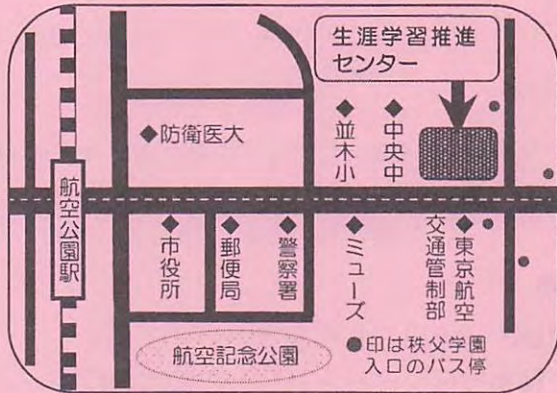 生涯学習推進
センター
◆防衛医大
◆並木小
◆中央中
航空公園駅
◆市役所
◆郵便局
◆警察署
◆ミューズ
◆東京航空
交通管制部
航空記念公園
●印は秩父学園
入口のバス停